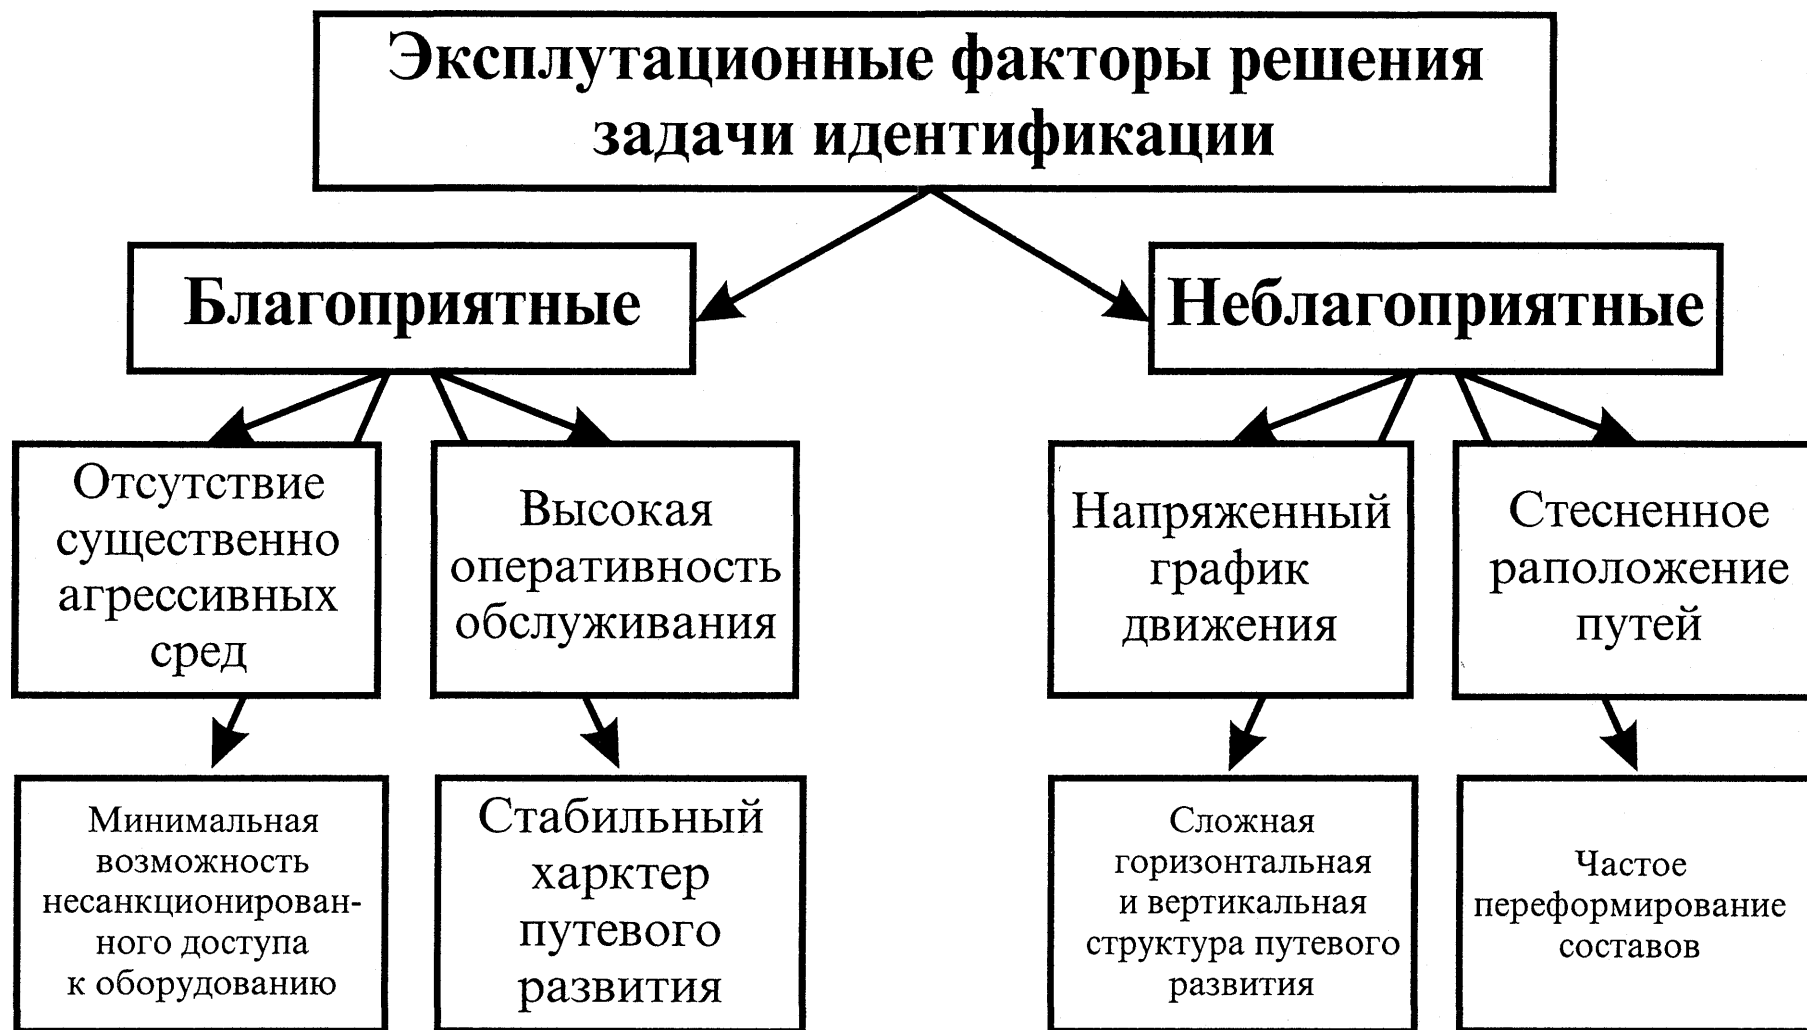 Эксплутационные факторы решения
задачи идентификации
Благоприятные
Неблагоприятные
Отсутствие
существенно
агрессивных
сред
Высокая
оперативность
обслуживания
Напряженный
график
движения
Стесненное
раположение
путей
Минимальная
возможность
несанкционирован-
ного доступа
к оборудованию
Стабильный
харктер
путевого
развития
Сложная
горизонтальная
и вертикальная
структура путевого
развития
Частое
переформирование
составов